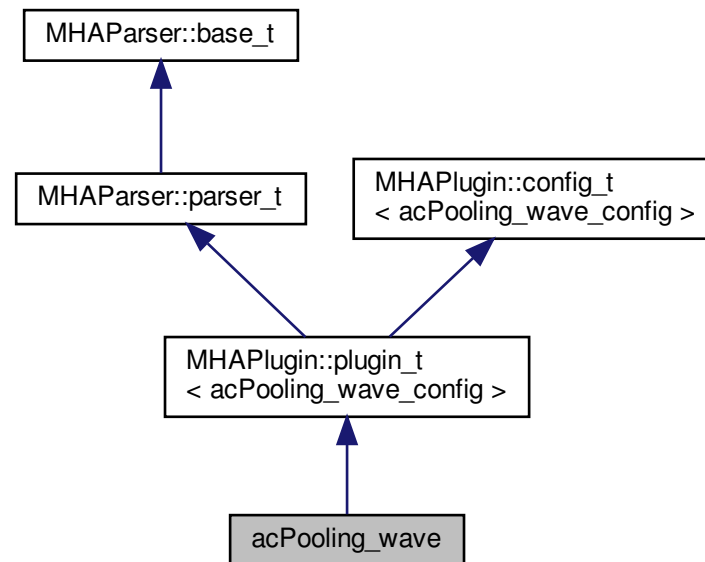 MHAParser::base_t
MHAParser::parser_t
MHAPlugin::config_t
< acPooling_wave_config >
MHAPlugin::plugin_t
< acPooling_wave_config >
acPooling_wave